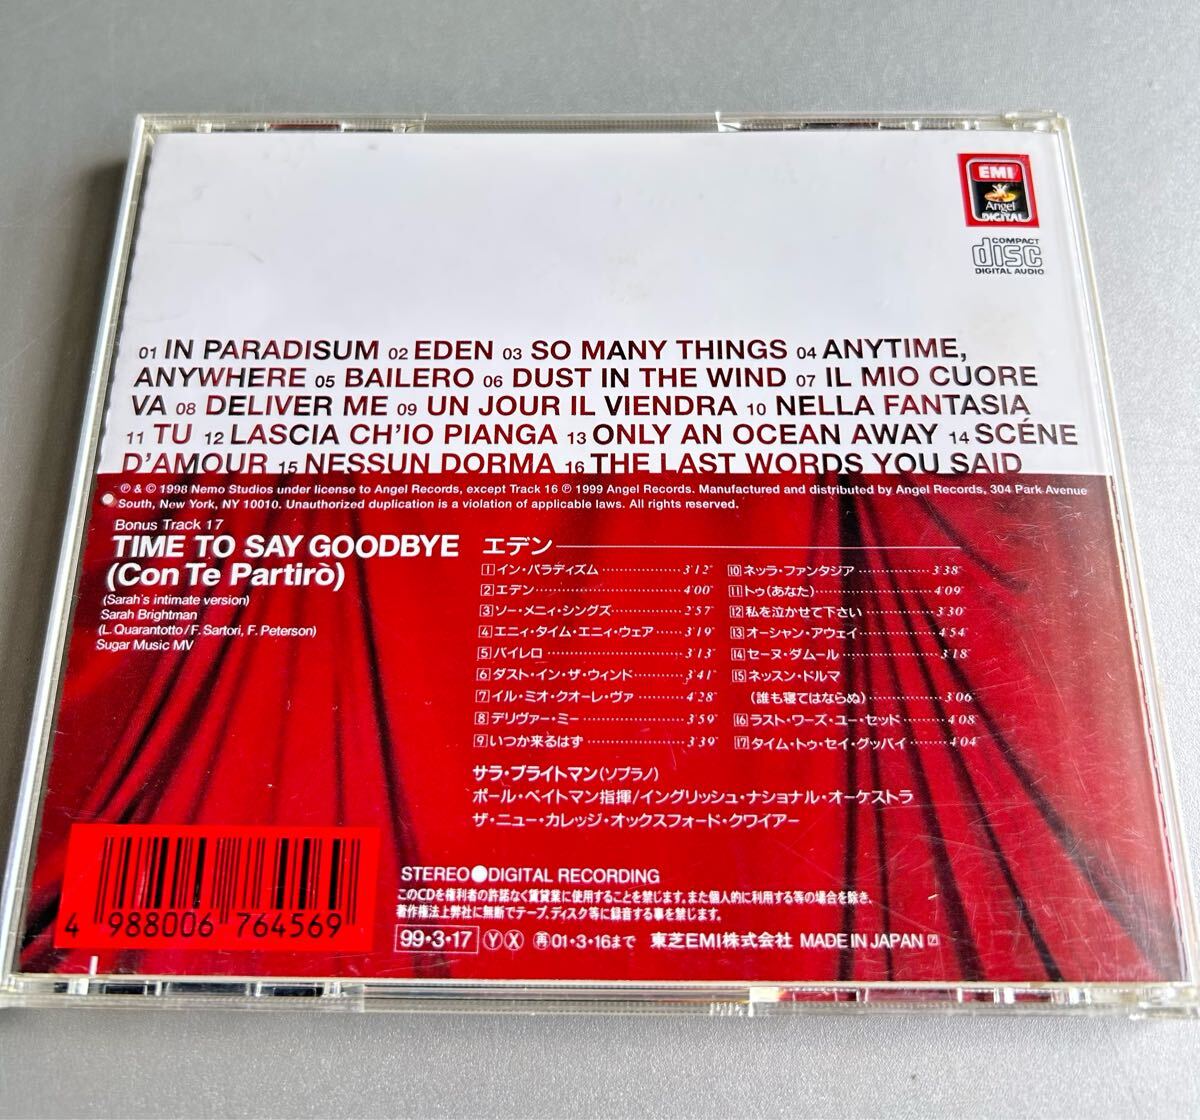 EMI
Angel
DIGITAL
COMPACT
disc
DIGITAL AUDIO
01 IN PARADISUM 02 EDEN 03 SO MANY THINGS 04 ANYTIME,
ANYWHERE 05 BAILERO 06 DUST IN THE WIND 07 IL MIO CUORE
VA 08 DELIVER ME 09 UN JOUR IL VIENDRA 10 NELLA FANTASIA
11 TU 12 LASCIA CH'IO PIANGA 13 ONLY AN OCEAN AWAY 14 SCÉNE
D'AMOUR 15 NESSUN DORMA 16 THE LAST WORDS YOU SAID
℗ & © 1998 Nemo Studios under license to Angel Records, except Track 16 ℗ 1999 Angel Records. Manufactured and distributed by Angel Records, 304 Park Avenue
South, New York, NY 10010. Unauthorized duplication is a violation of applicable laws. All rights reserved.
Bonus Track 17
TIME TO SAY GOODBYE
(Con Te Partirò)
(Sarah's intimate version)
Sarah Brightman
(L. Quarantotto / F. Sartori, F. Peterson)
Sugar Music MV
エデン
1 イン・パラディズム 3'12"
2 エデン 4'00"
3 ソー・メニィ・シングズ 2'57"
4 エニィ・タイム・エニィ・ウェア 3'19"
5 バイレロ 3'13"
6 ダスト・イン・ザ・ウィンド 3'41"
7 イル・ミオ・クオーレ・ヴァ 4'28"
8 デリヴァー・ミー 3'59"
9 いつか来るはず 3'39"
10 ネッラ・ファンタジア 3'38"
11 トゥ(あなた) 4'09"
12 私を泣かせて下さい 3'30"
13 オーシャン・アウェイ 4'54"
14 セーヌ・ダムール 3'18"
15 ネッスン・ドルマ
(誰も寝てはならぬ) 3'06"
16 ラスト・ワーズ・ユー・セッド 4'08"
17 タイム・トゥ・セイ・グッバイ 4'04"
サラ・ブライトマン(ソプラノ)
ポール・ベイトマン指揮/イングリッシュ・ナショナル・オーケストラ
ザ・ニュー・カレッジ・オックスフォード・クワイアー
STEREO●DIGITAL RECORDING
このCDを権利者の許諾なく賃貸業に使用することを禁じます。また個人的に利用する等の場合を除き、
著作権法上弊社に無断でテープ、ディスク等に録音する事を禁じます。
99・3・17 Ⓨ Ⓧ 再 01・3・16まで 東芝EMI株式会社 MADE IN JAPAN
4 988006 764569